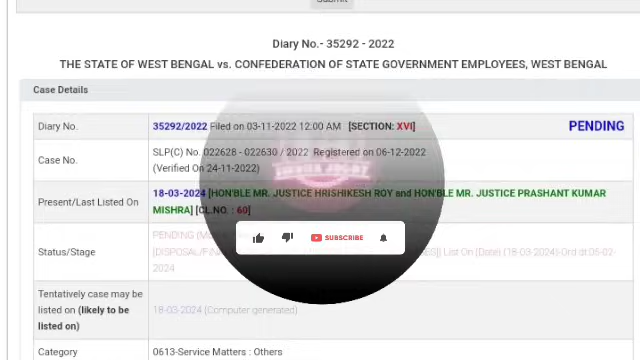 Submit
Diary No.- 35292 - 2022
THE STATE OF WEST BENGAL vs. CONFEDERATION OF STATE GOVERNMENT EMPLOYEES, WEST BENGAL
Case Details
Diary No. 35292/2022 Filed on 03-11-2022 12:00 AM [SECTION: XVI] PENDING
Case No. SLP(C) No. 022628 - 022630 / 2022 Registered on 06-12-2022
(Verified On 24-11-2022)
Present/Last Listed On 18-03-2024 [HON'BLE MR. JUSTICE HRISHIKESH ROY and HON'BLE MR. JUSTICE PRASHANT KUMAR
MISHRA] [CL.NO. : 60]
SUBSCRIBE
Status/Stage PENDING
[DISPOSAL/ List On (Date) (18-03-2024)-Ord dt:05-02-
2024
Tentatively case may be
listed on (likely to be
listed on) 18-03-2024 (Computer generated)
Category 0613-Service Matters : Others